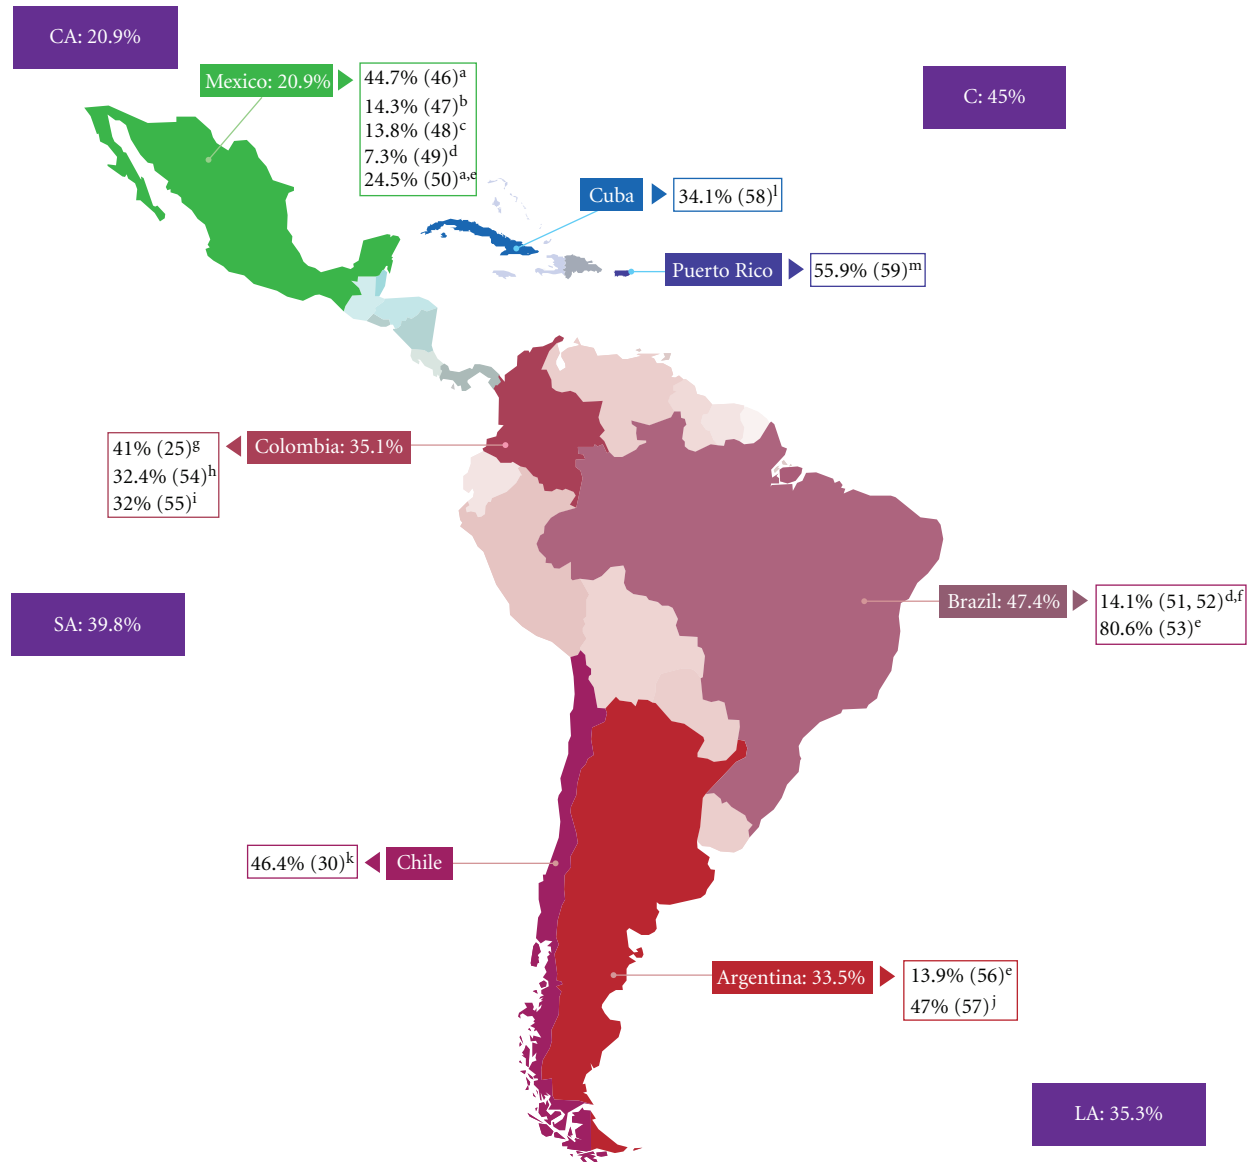 CA: 20.9%
Mexico: 20.9%
44.7% (46)a
14.3% (47)b
13.8% (48)c
7.3% (49)d
24.5% (50)a,e
C: 45%
Cuba
34.1% (58)l
Puerto Rico
55.9% (59)m
41% (25)g
32.4% (54)h
32% (55)i
Colombia: 35.1%
SA: 39.8%
Brazil: 47.4%
14.1% (51, 52)d,f
80.6% (53)e
46.4% (30)k
Chile
Argentina: 33.5%
13.9% (56)e
47% (57)j
LA: 35.3%